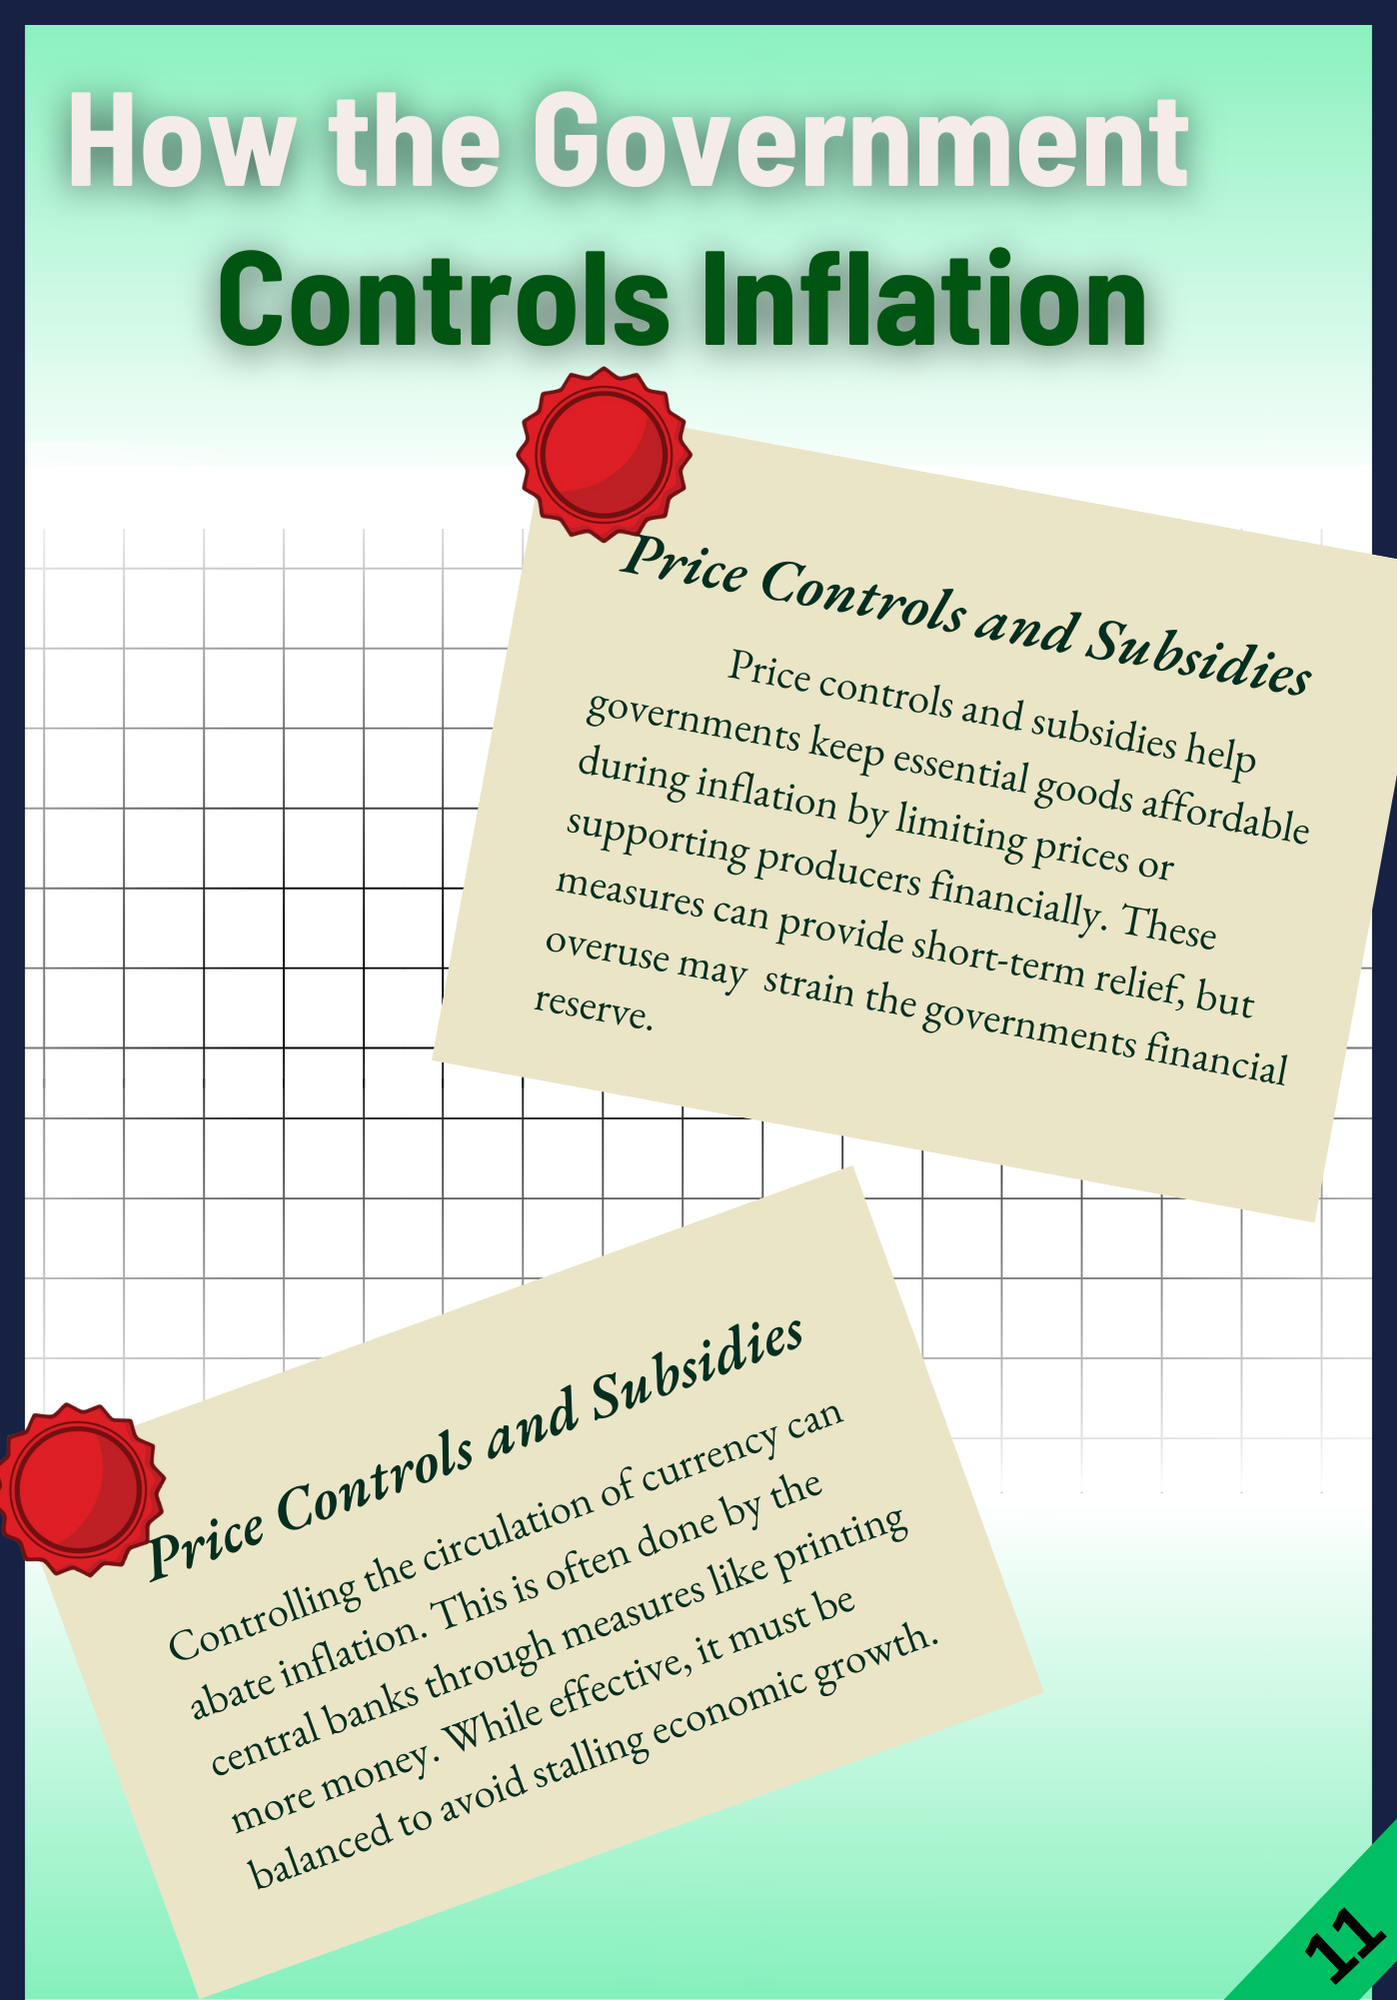 How the Government
Controls Inflation
Price Controls and Subsidies
Price controls and subsidies help
governments keep essential goods affordable
during inflation by limiting prices or
supporting producers financially. These
measures can provide short-term relief, but
overuse may  strain the governments financial
reserve.
Price Controls and Subsidies
Controlling the circulation of currency can
abate inflation. This is often done by the
central banks through measures like printing
more money. While effective, it must be
balanced to avoid stalling economic growth.
11